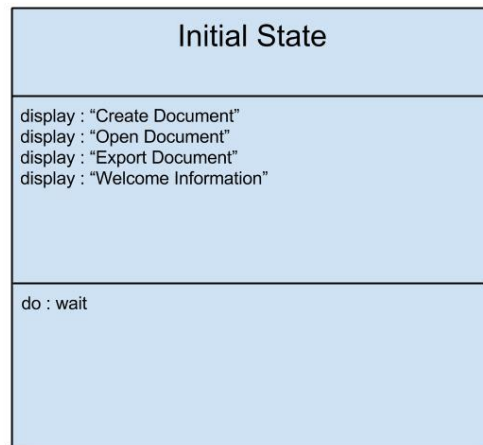 Initial State
display : “Create Document”
display : “Open Document”
display : “Export Document”
display : “Welcome Information”
do : wait